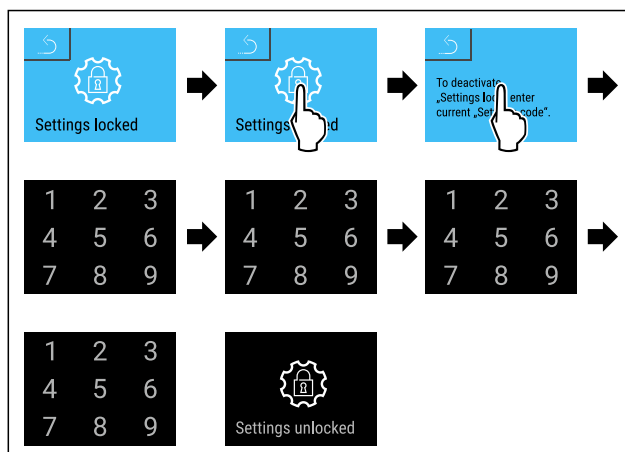 Settings locked
Settings
To deactivate
„Settings enter
current code“.
1 2 3
4 5 6
7 8 9
1 2 3
4 5 6
7 8 9
1 2 3
4 5 6
7 8 9
1 2 3
4 5 6
7 8 9
Settings unlocked